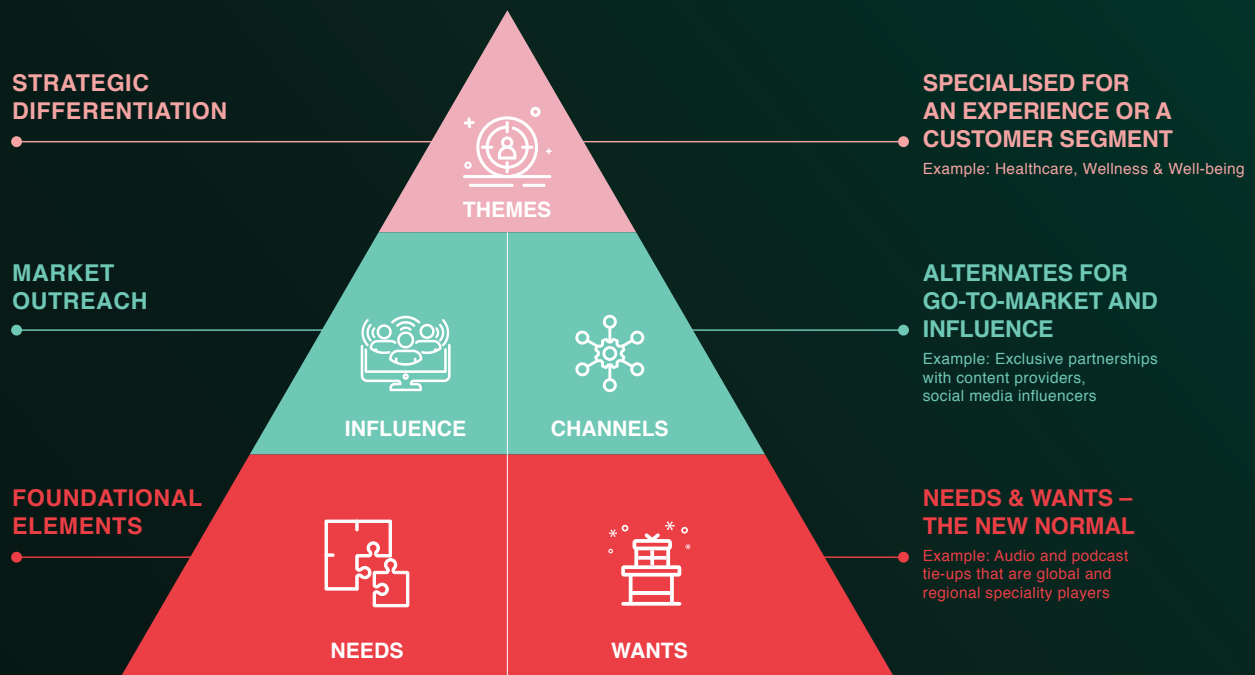 STRATEGIC
DIFFERENTIATION
THEMES
SPECIALISED FOR
AN EXPERIENCE OR A
CUSTOMER SEGMENT
Example: Healthcare, Wellness & Well-being
MARKET
OUTREACH
INFLUENCE
CHANNELS
ALTERNATES FOR
GO-TO-MARKET AND
INFLUENCE
Example: Exclusive partnerships
with content providers,
social media influencers
FOUNDATIONAL
ELEMENTS
NEEDS
WANTS
NEEDS & WANTS –
THE NEW NORMAL
Example: Audio and podcast
tie-ups that are global and
regional speciality players